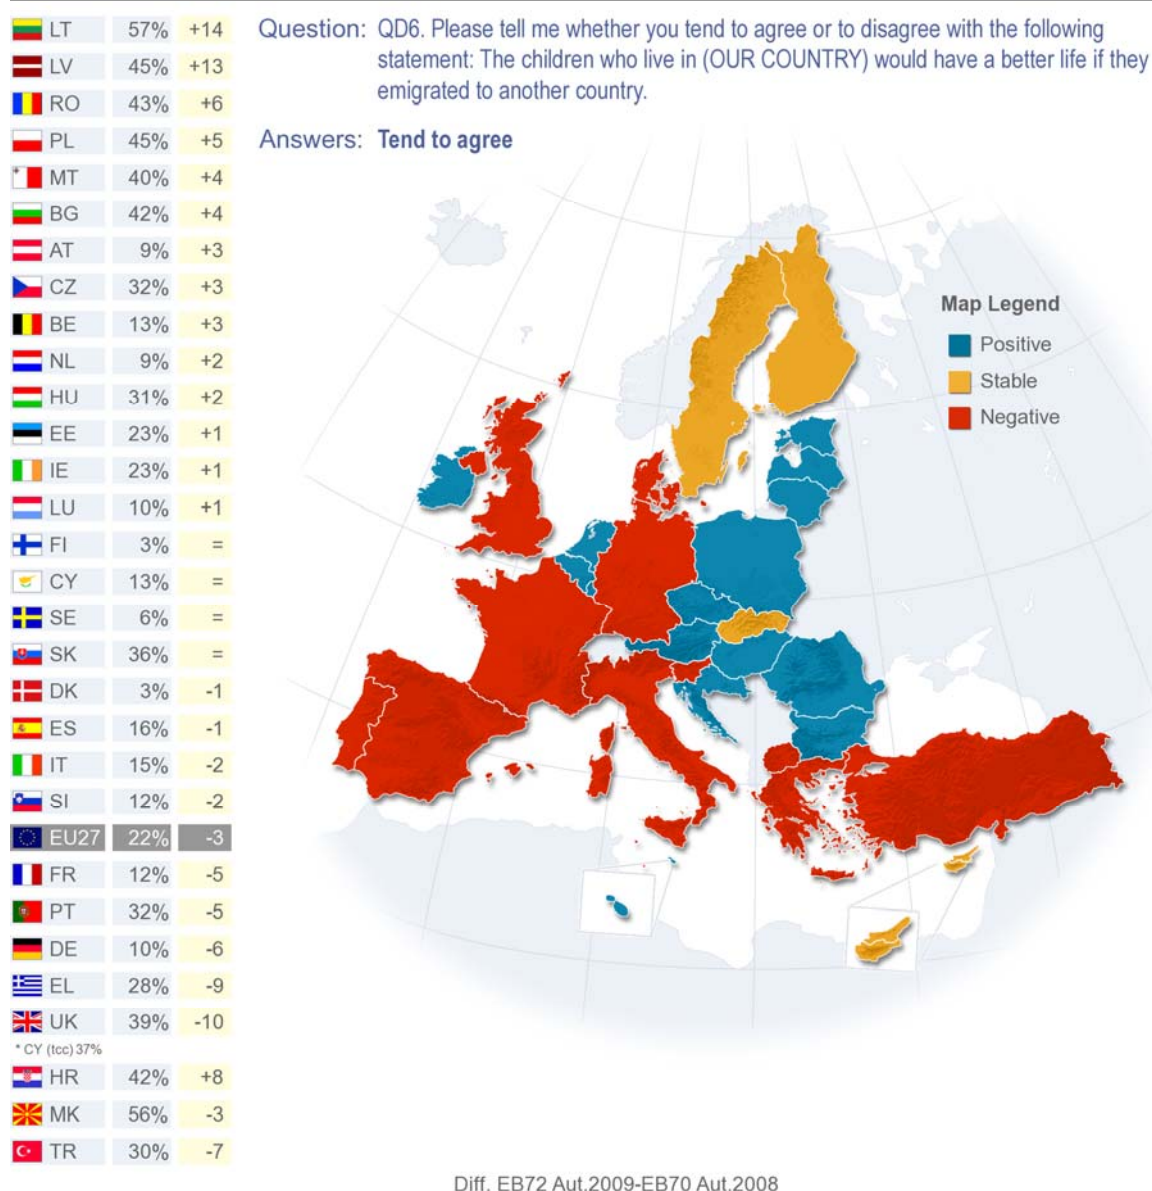 Question: QD6. Please tell me whether you tend to agree or to disagree with the following
statement: The children who live in (OUR COUNTRY) would have a better life if they
emigrated to another country.
Answers: Tend to agree
LT 57% +14
LV 45% +13
RO 43% +6
PL 45% +5
MT 40% +4
BG 42% +4
AT 9% +3
CZ 32% +3
BE 13% +3
NL 9% +2
HU 31% +2
EE 23% +1
IE 23% +1
LU 10% +1
FI 3% =
CY 13% =
SE 6% =
SK 36% =
DK 3% -1
ES 16% -1
IT 15% -2
SI 12% -2
EU27 22% -3
FR 12% -5
PT 32% -5
DE 10% -6
EL 28% -9
UK 39% -10
* CY (tcc) 37%
HR 42% +8
MK 56% -3
TR 30% -7
Map Legend
Positive
Stable
Negative
Diff. EB72 Aut.2009-EB70 Aut.2008